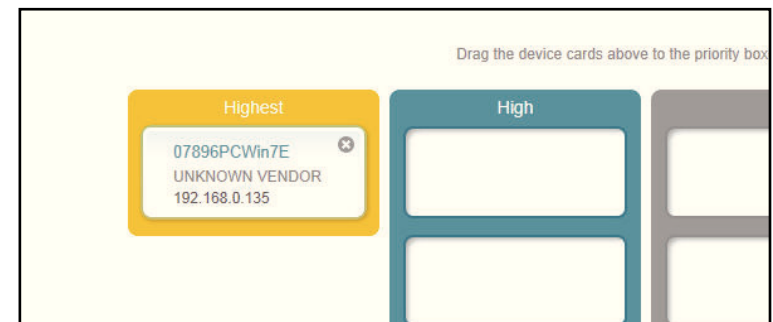 Drag the device cards above to the priority box
Highest
High
07896PCWin7E
UNKNOWN VENDOR
192.168.0.135